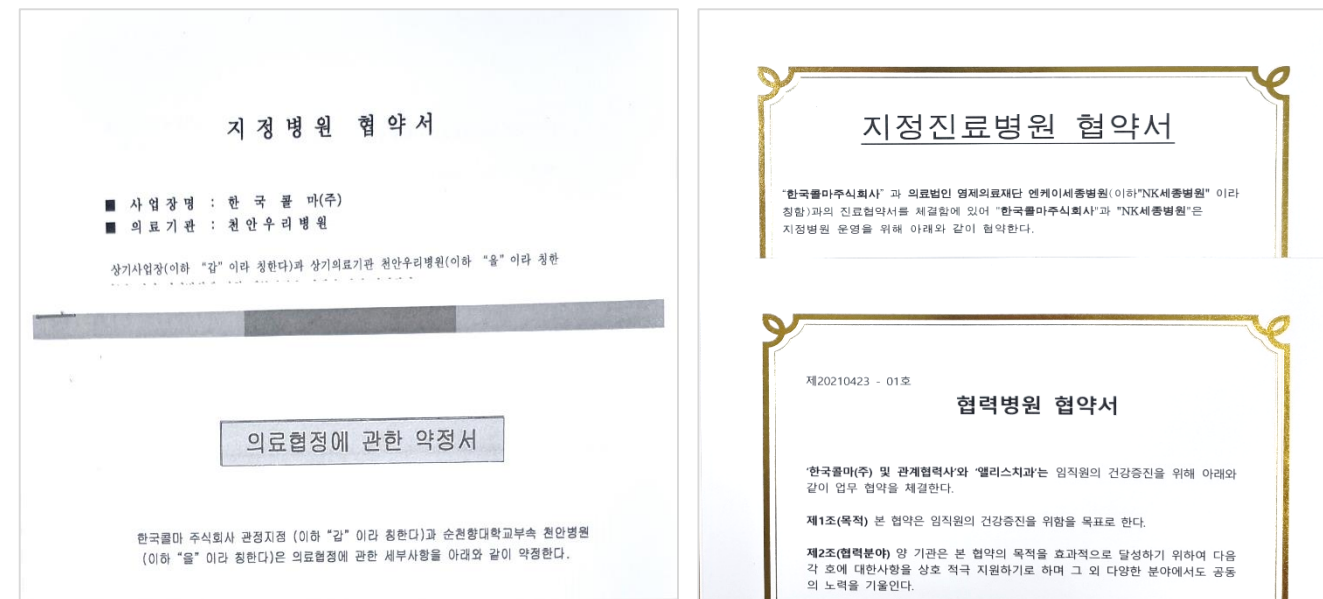 지정병원 협약서
■ 사업장명 : 한국콜마(주)
■ 의료기관 : 천안우리병원
상기사업장(이하 “갑” 이라 칭한다)과 상기의료기관 천안우리병원(이하 “을” 이라 칭한
의료협정에 관한 약정서
한국콜마 주식회사 관정지점 (이하 “갑” 이라 칭한다)과 순천향대학교부속 천안병원
(이하 “을” 이라 칭한다)은 의료협정에 관한 세부사항을 아래와 같이 약정한다.
지정진료병원 협약서
"한국콜마주식회사" 과 의료법인 영제의료재단 엔케이세종병원(이하"NK세종병원" 이라
칭함)과의 진료협약서를 체결함에 있어 "한국콜마주식회사"과 "NK세종병원"은
지정병원 운영을 위해 아래와 같이 협약한다.
제20210423 - 01호
협력병원 협약서
'한국콜마(주) 및 관계협력사'와 '앨리스치과'는 임직원의 건강증진을 위해 아래와
같이 업무 협약을 체결한다.
제1조(목적) 본 협약은 임직원의 건강증진을 위함을 목표로 한다.
제2조(협력분야) 양 기관은 본 협약의 목적을 효과적으로 달성하기 위하여 다음
각 호에 대한사항을 상호 적극 지원하기로 하며 그 외 다양한 분야에서도 공동
의 노력을 기울인다.